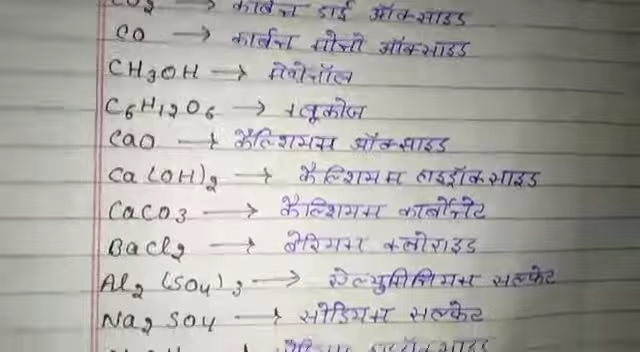 CO2 → कार्बन डाई ऑक्साइड
CO → कार्बन मोनो ऑक्साइड
CH3OH → मेथेनॉल
C6H12O6 → ग्लूकोज
CaO → कैल्शियम ऑक्साइड
Ca(OH)2 → कैल्शियम हाइड्रॉक्साइड
CaCO3 → कैल्शियम कार्बोनेट
BaCl2 → बेरियम क्लोराइड
Al2(SO4)3 → ऐल्युमिनियम सल्फेट
Na2SO4 → सोडियम सल्फेट